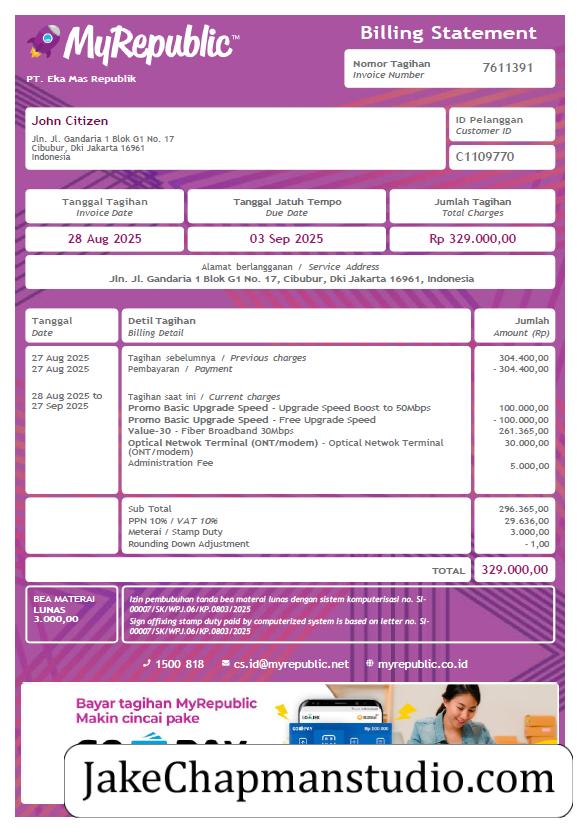 MyRepublic™
Billing Statement
PT. Eka Mas Republik
Nomor Tagihan
Invoice Number
7611391
John Citizen
Jln. Jl. Gandaria 1 Blok G1 No. 17
Cibubur, Dki Jakarta 16961
Indonesia
ID Pelanggan
Customer ID
C1109770
Tanggal Tagihan
Invoice Date
Tanggal Jatuh Tempo
Due Date
Jumlah Tagihan
Total Charges
28 Aug 2025
03 Sep 2025
Rp 329.000,00
Alamat berlangganan / Service Address
Jln. Jl. Gandaria 1 Blok G1 No. 17, Cibubur, Dki Jakarta 16961, Indonesia
Tanggal
Date
Detil Tagihan
Billing Detail
Jumlah
Amount (Rp)
27 Aug 2025 Tagihan sebelumnya / Previous charges 304.400,00
27 Aug 2025 Pembayaran / Payment - 304.400,00
28 Aug 2025 to Tagihan saat ini / Current charges
27 Sep 2025 Promo Basic Upgrade Speed - Upgrade Speed Boost to 50Mbps 100.000,00
Promo Basic Upgrade Speed - Free Upgrade Speed - 100.000,00
Value-30 - Fiber Broadband 30Mbps 261.365,00
Optical Netwok Terminal (ONT/modem) - Optical Netwok Terminal 30.000,00
(ONT/modem)
Administration Fee 5.000,00
Sub Total 296.365,00
PPN 10% / VAT 10% 29.636,00
Meterai / Stamp Duty 3.000,00
Rounding Down Adjustment - 1,00
TOTAL 329.000,00
BEA MATERAI
LUNAS
3.000,00
Izin pembubuhan tanda bea materai lunas dengan sistem komputerisasi no. SI-
00007/SK/WPJ.06/KP.0803/2025
Sign affixing stamp duty paid by computerized system is based on letter no. SI-
00007/SK/WPJ.06/KP.0803/2025
1500 818 cs.id@myrepublic.net myrepublic.co.id
Bayar tagihan MyRepublic
Makin cincai pake
JakeChapmanstudio.com